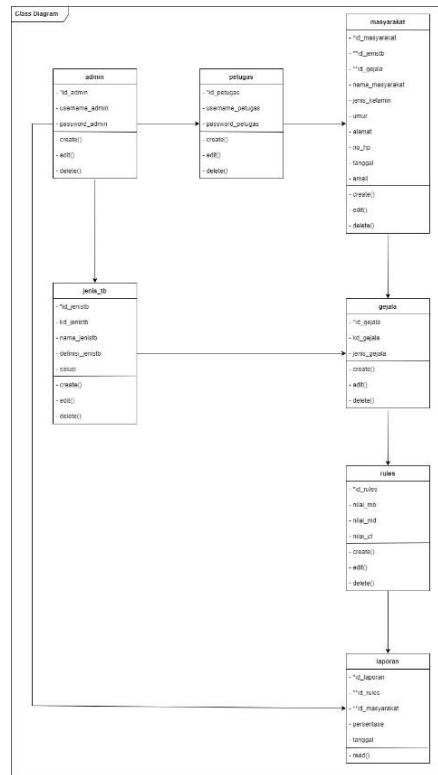 Class Diagram
admin
- *id_admin
- username_admin
- password_admin
- create()
- edit()
- delete()
petugas
- *id_petugas
- username_petugas
- password_petugas
- create()
- edit()
- delete()
masyarakat
- *id_masyarakat
- **id_jenistb
- **id_gejala
- nama_masyarakat
- jenis_kelamin
- umur
- alamat
- no_hp
- tanggal
- email
- create()
- edit()
- delete()
jenis_tb
- *id_jenistb
- kd_jenistb
- nama_jenistb
- definisi_jenistb
- solusi
- create()
- edit()
- delete()
gejala
- *id_gejala
- kd_gejala
- jenis_gejala
- create()
- edit()
- delete()
rules
- *id_rules
- nilai_mb
- nilai_md
- nilai_cf
- create()
- edit()
- delete()
laporan
- *id_laporan
- **id_rules
- **id_masyarakat
- persentase
- tanggal
- read()